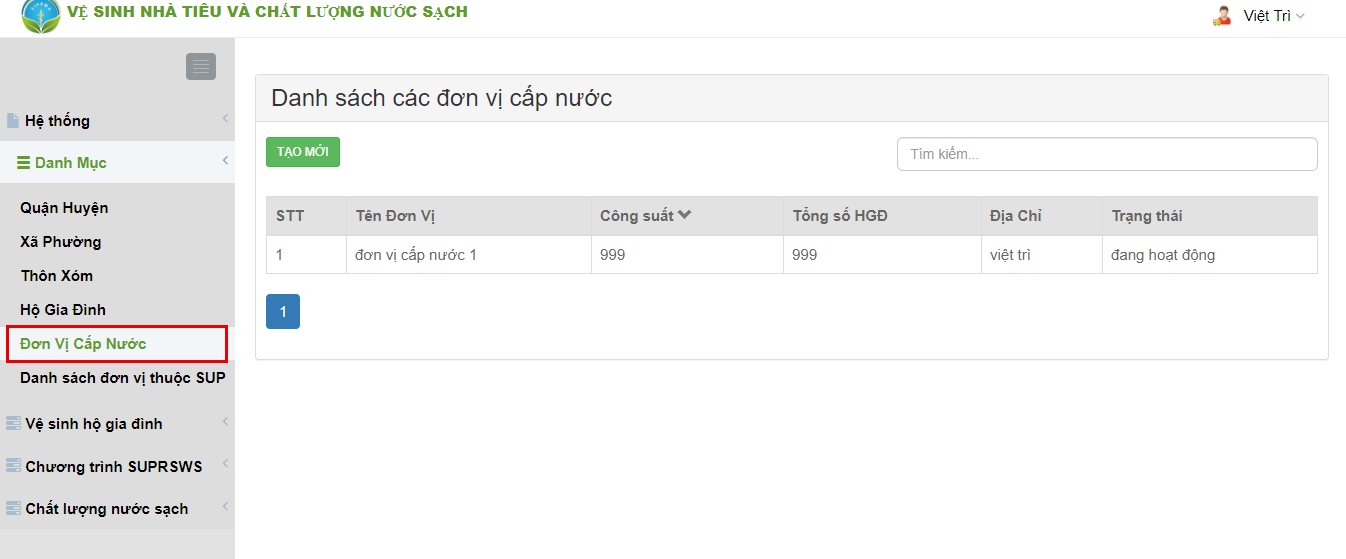 VỆ SINH NHÀ TIÊU VÀ CHẤT LƯỢNG NƯỚC SẠCH
Việt Trì
Hệ thống
Danh Mục
Quận Huyện
Xã Phường
Thôn Xóm
Hộ Gia Đình
Đơn Vị Cấp Nước
Danh sách đơn vị thuộc SUP
Vệ sinh hộ gia đình
Chương trình SUPRSWS
Chất lượng nước sạch
Danh sách các đơn vị cấp nước
TẠO MỚI
Tìm kiếm...
STT Tên Đơn Vị Công suất Tổng số HGĐ Địa Chỉ Trạng thái
1 đơn vị cấp nước 1 999 999 việt trì đang hoạt động
1